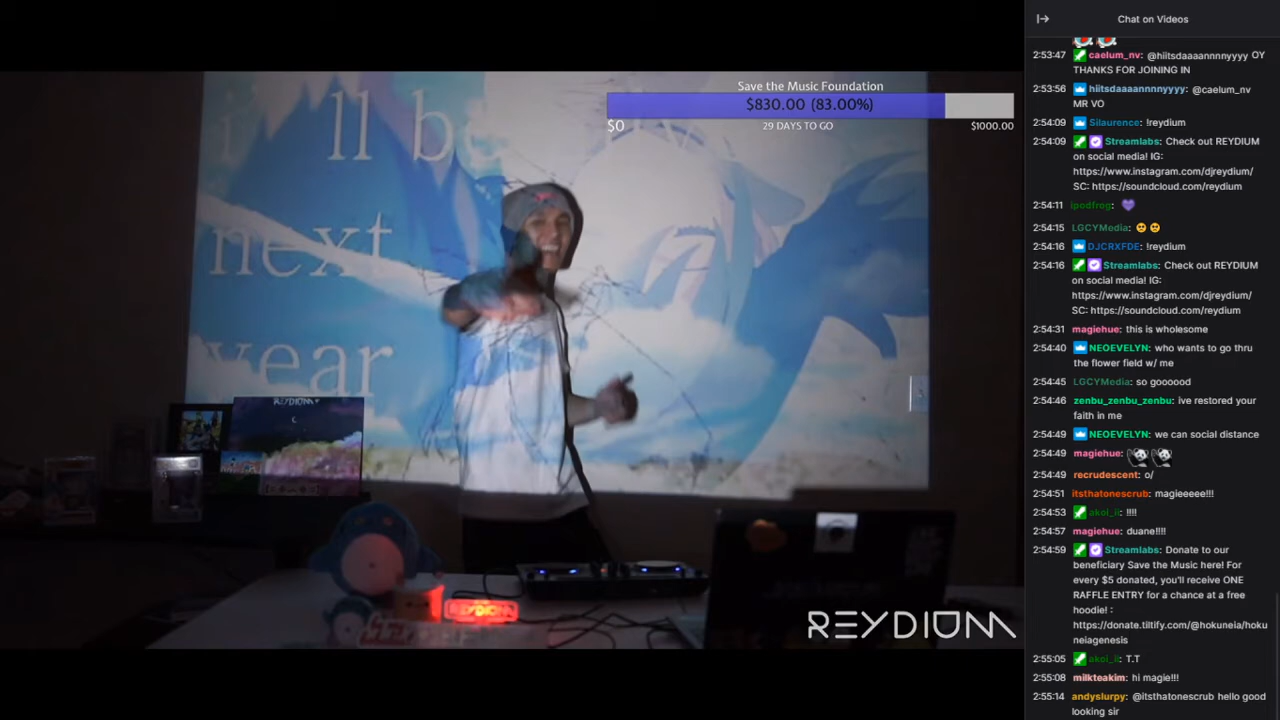 Save the Music Foundation
$830.00 (83.00%)
$0
29 DAYS TO GO
$1000.00
i'll be
next
year
REYDIUM
REYDIUM
REYDIUM
Chat on Videos
2:53:47 caelum_nv: @hiitsdaaaannnnyyyy OY
THANKS FOR JOINING IN
2:53:56 hiitsdaaaannnnyyyy: @caelum_nv
MR VO
2:54:09 Silaurence: !reydium
2:54:09 Streamlabs: Check out REYDIUM
on social media! IG:
https://www.instagram.com/djreydium/
SC: https://soundcloud.com/reydium
2:54:11 ipodfrog:
2:54:15 LGCYMedia:
2:54:16 DJCRXFDE: !reydium
2:54:16 Streamlabs: Check out REYDIUM
on social media! IG:
https://www.instagram.com/djreydium/
SC: https://soundcloud.com/reydium
2:54:31 magiehue: this is wholesome
2:54:40 NEOEVELYN: who wants to go thru
the flower field w/ me
2:54:45 LGCYMedia: so goooood
2:54:46 zenbu_zenbu_zenbu: ive restored your
faith in me
2:54:49 NEOEVELYN: we can social distance
2:54:49 magiehue:
2:54:49 recrudescent: o/
2:54:51 itsthatonescrub: magieeeee!!!
2:54:53 akoi_ii: !!!!
2:54:57 magiehue: duane!!!!
2:54:59 Streamlabs: Donate to our
beneficiary Save the Music here! For
every $5 donated, you'll receive ONE
RAFFLE ENTRY for a chance at a free
hoodie! :
https://donate.tiltify.com/@hokuneia/hoku
neiagenesis
2:55:05 akoi_ii: T.T
2:55:08 milkteakim: hi magie!!!
2:55:14 andyslurpy: @itsthatonescrub hello good
looking sir